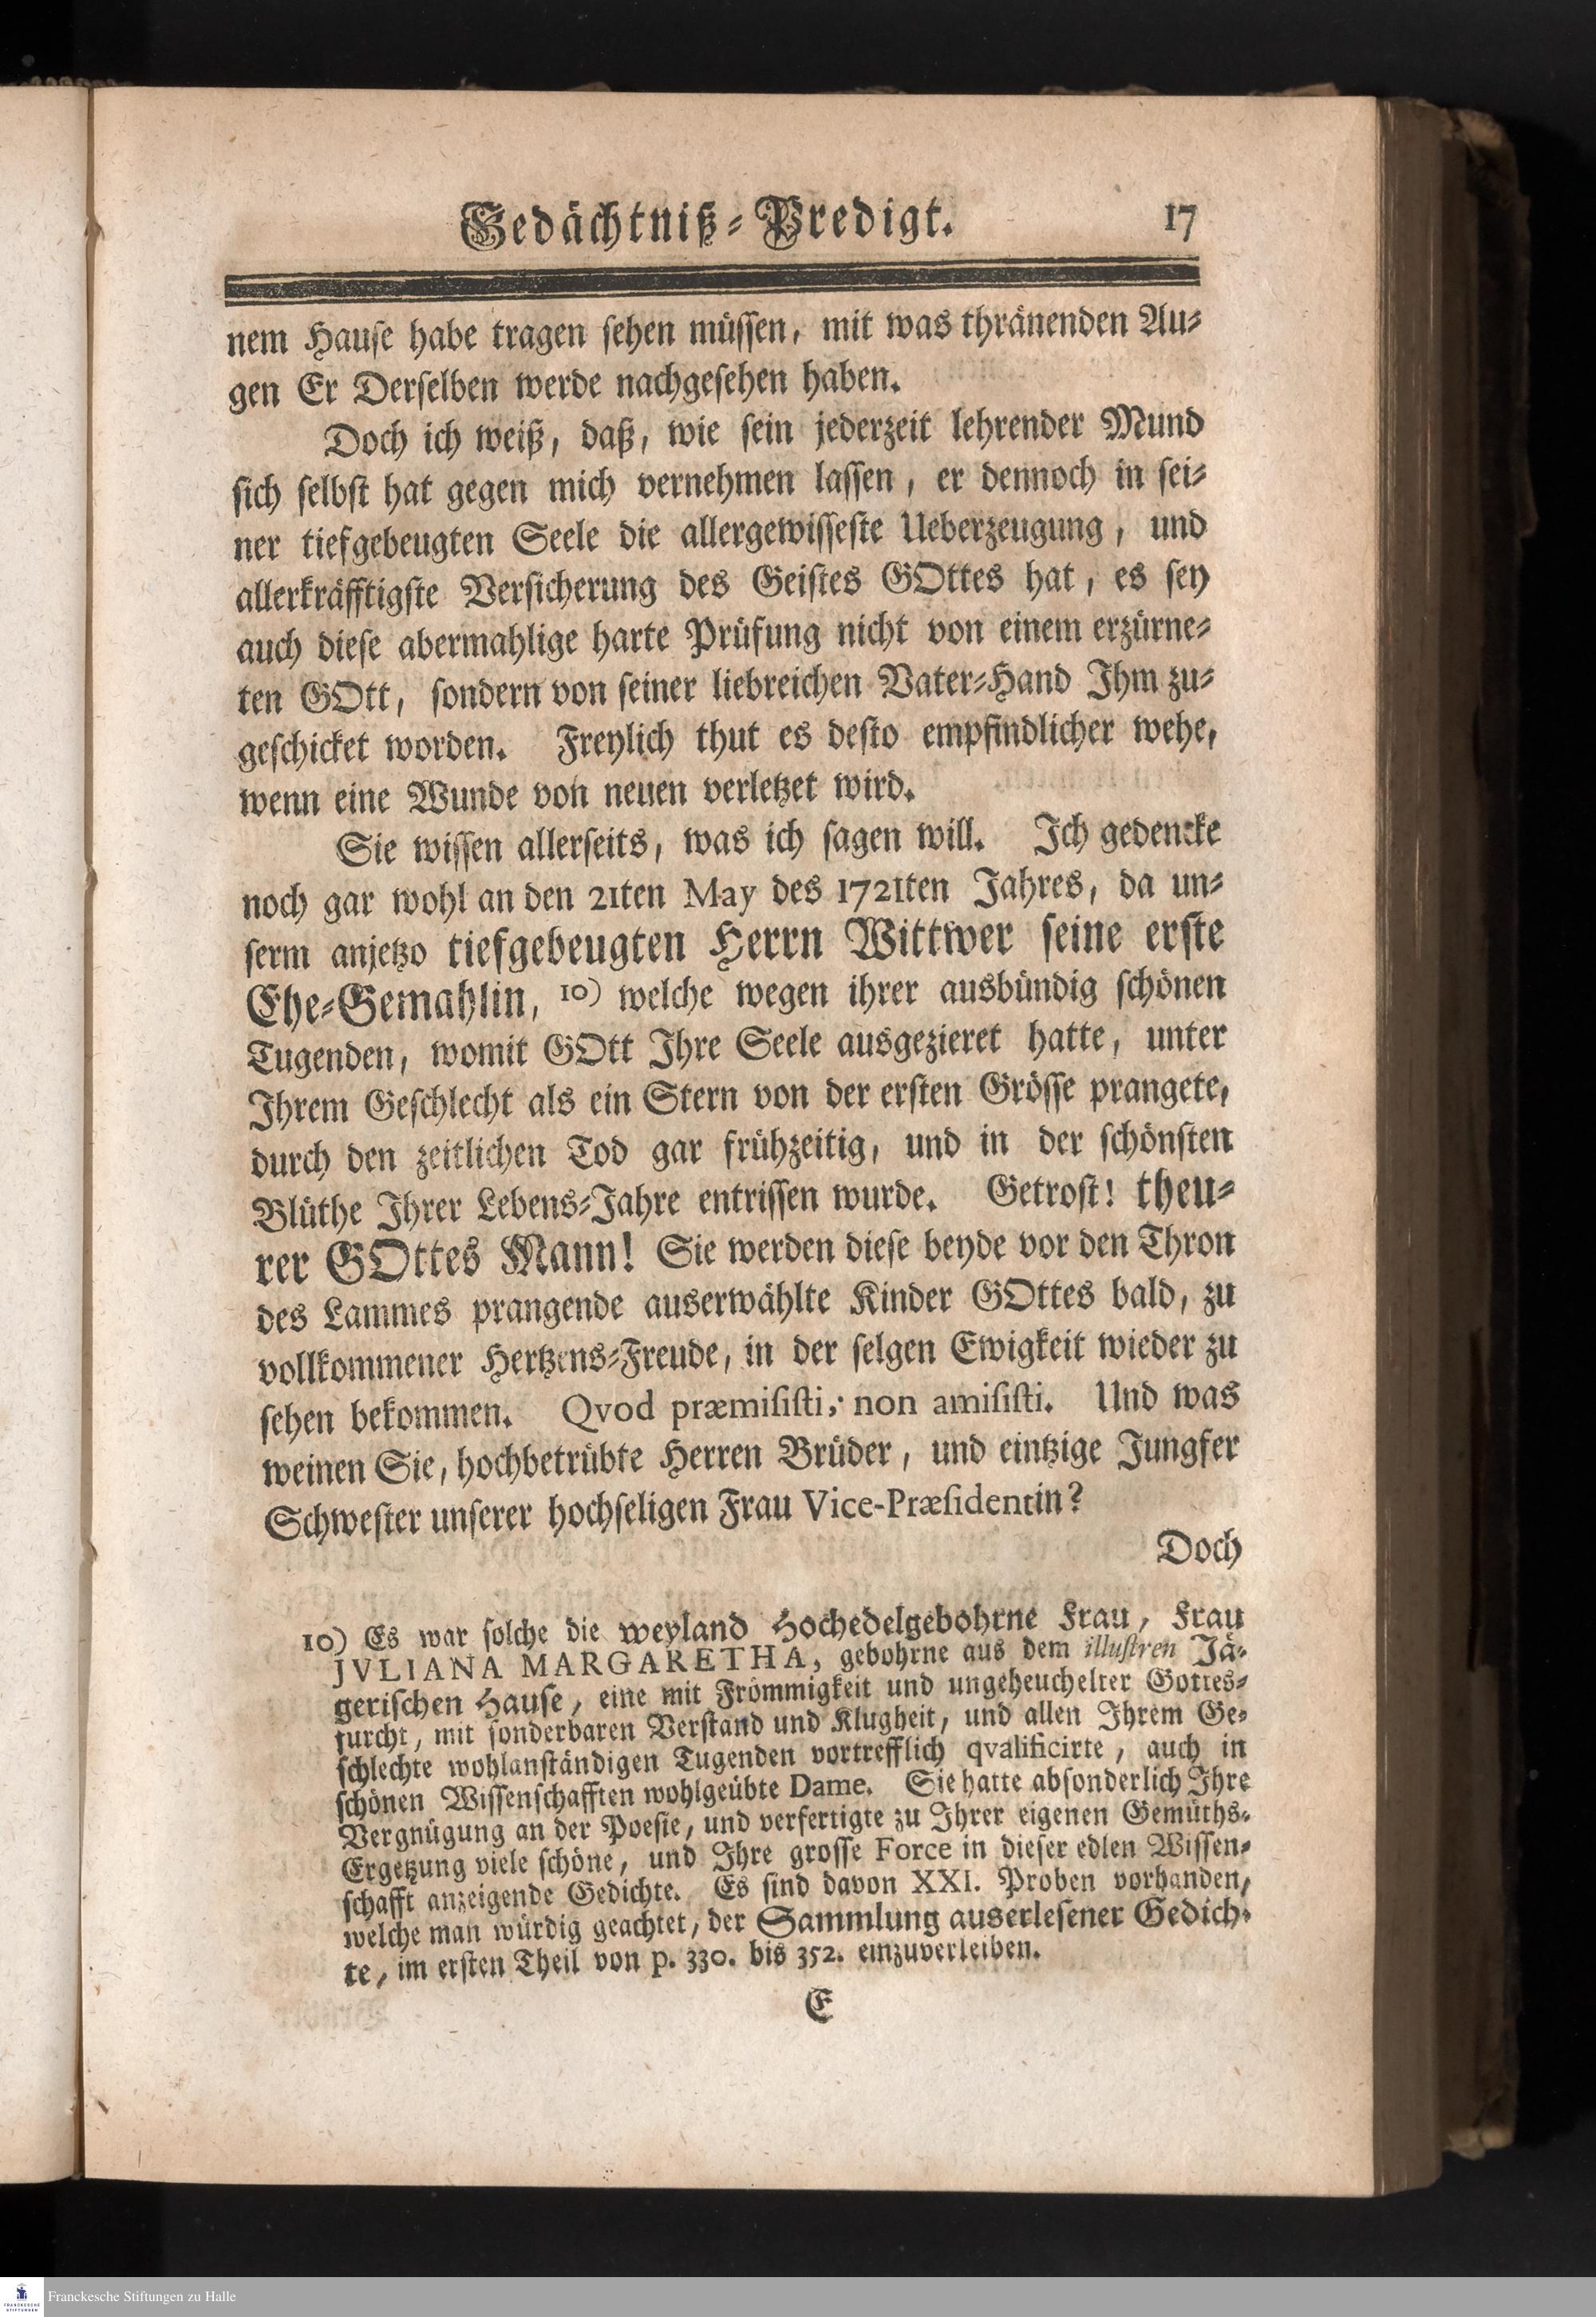 Gedächtniß-Predigt. 17
nem Hause habe tragen sehen müssen, mit was thränenden Au-
gen Er Derselben werde nachgesehen haben.
Doch ich weiß, daß, wie sein jederzeit lehrender Mund
sich selbst hat gegen mich vernehmen lassen, er dennoch in sei-
ner tiefgebeugten Seele die allergewisseste Ueberzeugung, und
allerkräfftigste Versicherung des Geistes GOttes hat, es sey
auch diese abermahlige harte Prüfung nicht von einem erzürne-
ten GOtt, sondern von seiner liebreichen Vater-Hand Ihm zu-
geschicket worden. Freylich thut es desto empfindlicher wehe,
wenn eine Wunde von neuen verletzet wird.
Sie wissen allerseits, was ich sagen will. Ich gedencke
noch gar wohl an den 21ten May des 1721ten Jahres, da un-
serm anjetzo tiefgebeugten Herrn Wittwer seine erste
Ehe-Gemahlin, 10) welche wegen ihrer ausbündig schönen
Tugenden, womit GOtt Ihre Seele ausgezieret hatte, unter
Ihrem Geschlecht als ein Stern von der ersten Grösse prangete,
durch den zeitlichen Tod gar frühzeitig, und in der schönsten
Blüthe Ihrer Lebens-Jahre entrissen wurde. Getrost! theu-
rer GOttes Mann! Sie werden diese beyde vor den Thron
des Lammes prangende auserwählte Kinder GOttes bald, zu
vollkommener Hertzens-Freude, in der selgen Ewigkeit wieder zu
sehen bekommen. Qvod præmisisti, non amisisti. Und was
weinen Sie, hochbetrübte Herren Brüder, und eintzige Jungfer
Schwester unserer hochseligen Frau Vice-Præsidentin?
Doch
10) Es war solche die weyland Hochedelgebohrne Frau, Frau
JVLIANA MARGARETHA, gebohrne aus dem illustren Jä-
gerischen Hause, eine mit Frömmigkeit und ungeheuchelter Gottes-
furcht, mit sonderbaren Verstand und Klugheit, und allen Ihrem Ge-
schlechte wohlanständigen Tugenden vortrefflich qvalificirte, auch in
schönen Wissenschafften wohlgeübte Dame. Sie hatte absonderlich Ihre
Vergnügung an der Poesie, und verfertigte zu Ihrer eigenen Gemüths-
Ergetzung viele schöne, und Ihre grosse Force in dieser edlen Wissen-
schafft anzeigende Gedichte. Es sind davon XXI. Proben vorhanden,
welche man würdig geachtet, der Sammlung auserlesener Gedich-
te, im ersten Theil von p. 330. bis 352. einzuverleiben.
E
Franckesche Stiftungen zu Halle
FRANCKESCHE
STIFTUNGEN